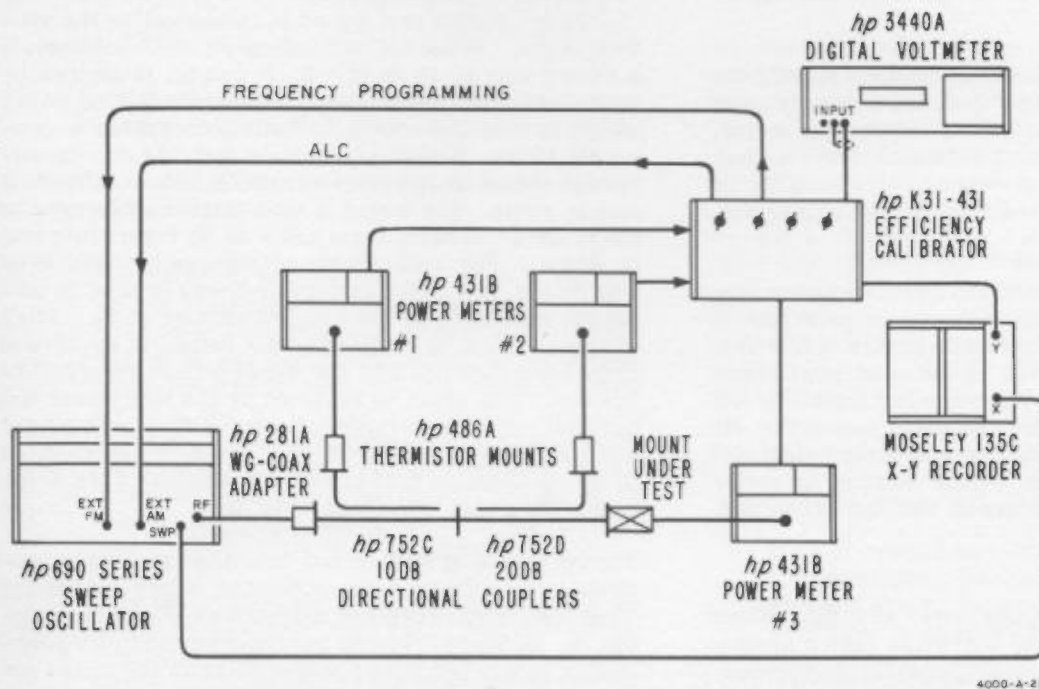 hp 3440A
DIGITAL VOLTMETER
INPUT
FREQUENCY PROGRAMMING
ALC
hp K31-431
EFFICIENCY
CALIBRATOR
hp 431B
POWER METERS
#1
#2
Y
X
MOSELEY 135C
X-Y RECORDER
hp 281A
WG-COAX
ADAPTER
hp 486A
THERMISTOR MOUNTS
MOUNT
UNDER
TEST
EXT
FM
EXT
AM
SWP
RF
hp 690 SERIES
SWEEP
OSCILLATOR
hp 752C
10DB
hp 752D
20DB
DIRECTIONAL COUPLERS
hp 431B
POWER METER
#3
4000-A-2